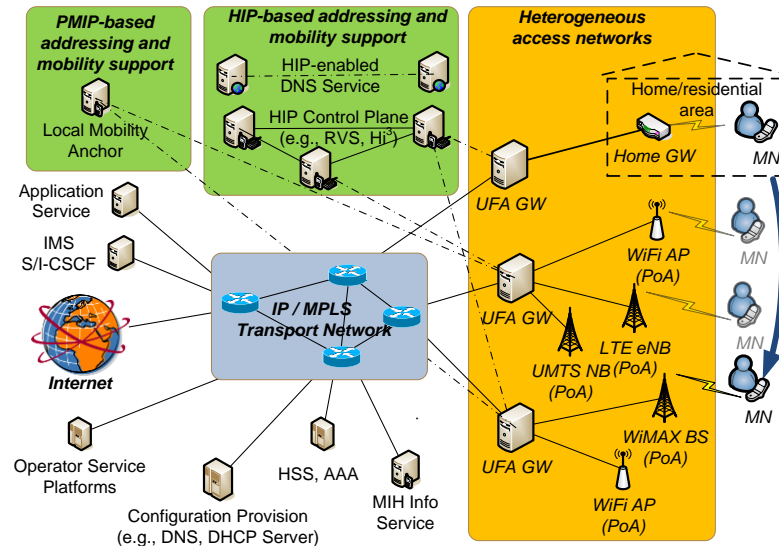 PMIP-based
addressing and
mobility support
Local Mobility
Anchor
HIP-based addressing and
mobility support
HIP-enabled
DNS Service
HIP Control Plane
(e.g., RVS, Hi³)
Heterogeneous
access networks
Home/residential
area
Home GW
MN
UFA GW
Application
Service
IMS
S/I-CSCF
Internet
IP / MPLS
Transport Network
UFA GW
WiFi AP
(PoA)
MN
UMTS NB
(PoA)
LTE eNB
(PoA)
MN
MN
UFA GW
WiMAX BS
(PoA)
WiFi AP
(PoA)
Operator Service
Platforms
Configuration Provision
(e.g., DNS, DHCP Server)
HSS, AAA
MIH Info
Service